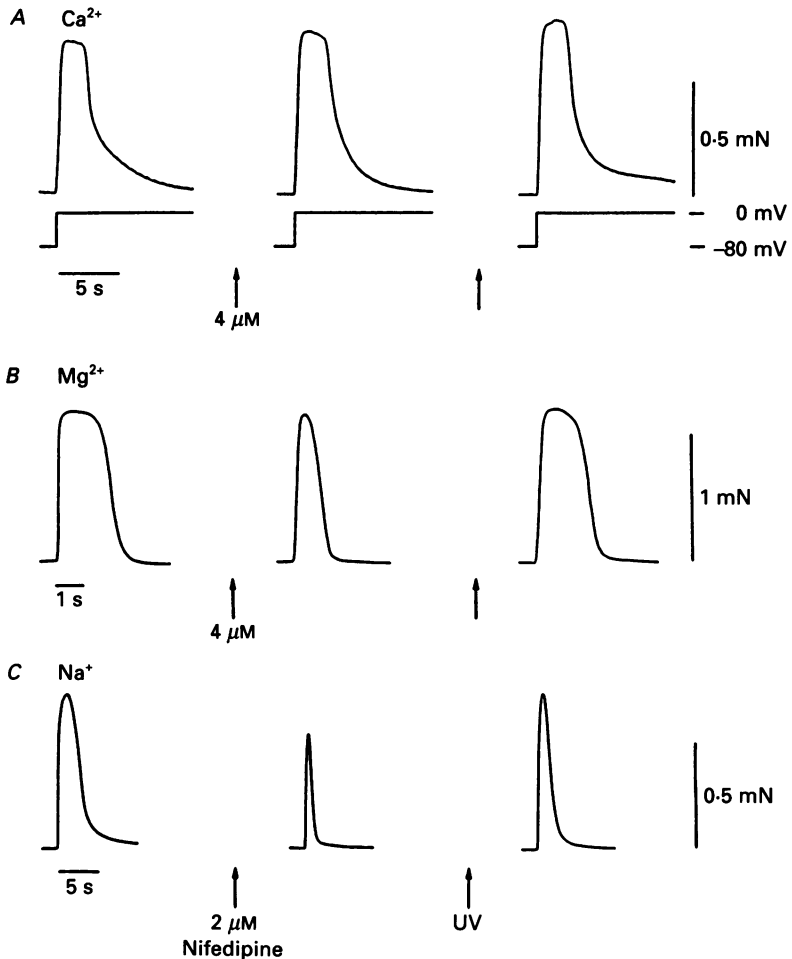 A Ca²⁺
0·5 mN
0 mV
–80 mV
5 s
4 μM
B Mg²⁺
1 mN
1 s
4 μM
C Na⁺
0·5 mN
5 s
2 μM
Nifedipine
UV